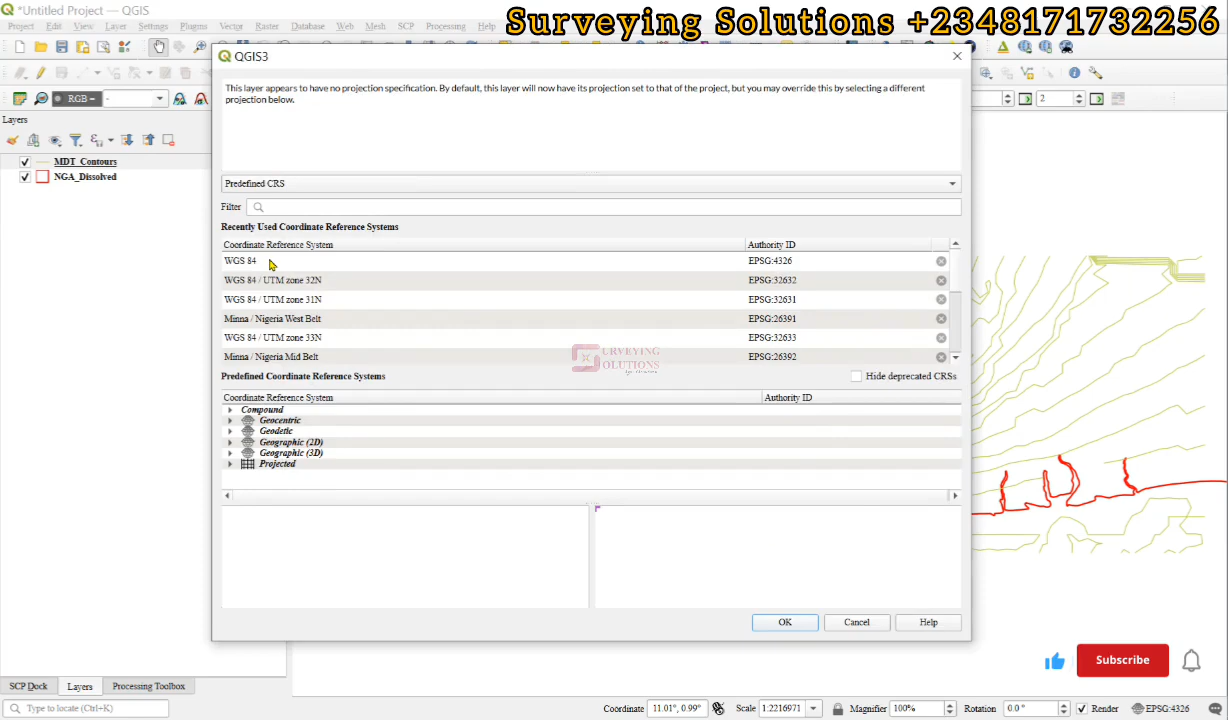 *Untitled Project — QGIS
Surveying Solutions +2348171732256
Project Edit View Layer Settings Plugins Vector Raster Database Web Mesh SCP Processing Help
QGIS3
This layer appears to have no projection specification. By default, this layer will now have its projection set to that of the project, but you may override this by selecting a different
projection below.
RGB
-
2
Layers
MDT_Contours
NGA_Dissolved
Predefined CRS
Filter
Recently Used Coordinate Reference Systems
Coordinate Reference System Authority ID
WGS 84 EPSG:4326
WGS 84 / UTM zone 32N EPSG:32632
WGS 84 / UTM zone 31N EPSG:32631
Minna / Nigeria West Belt EPSG:26391
WGS 84 / UTM zone 33N EPSG:32633
Minna / Nigeria Mid Belt EPSG:26392
URVEYING
SOLUTIONS
Predefined Coordinate Reference Systems Hide deprecated CRSs
Coordinate Reference System Authority ID
Compound
Geocentric
Geodetic
Geographic (2D)
Geographic (3D)
Projected
OK Cancel Help
Subscribe
SCP Dock Layers Processing Toolbox
Type to locate (Ctrl+K) Coordinate 11.01°, 0.99° Scale 1:2216971 Magnifier 100% Rotation 0.0 ° Render EPSG:4326